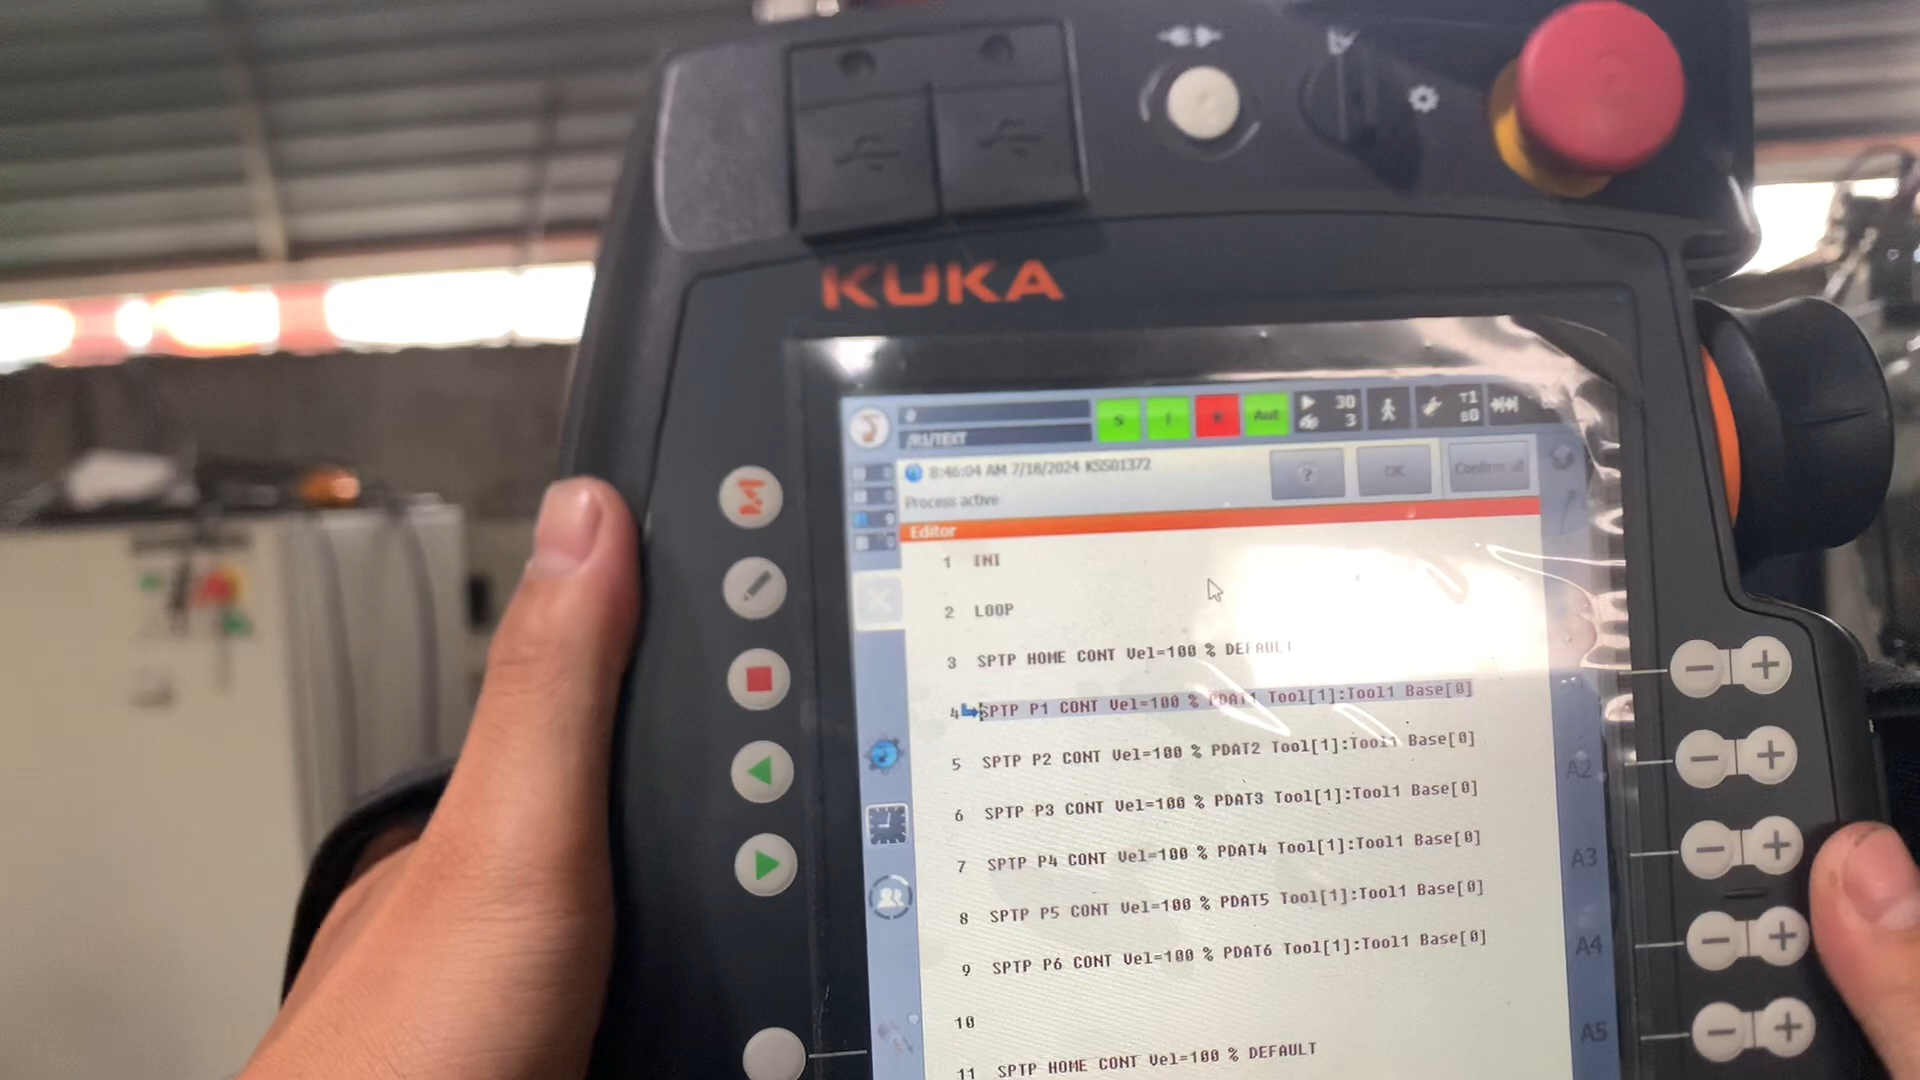 KUKA
S I R Aut 30 T1
3
/R1/TEXT
8:46:04 AM 7/18/2024 KSS01372
? OK Confirm all
Process active
Editor
1 INI
2 LOOP
3 SPTP HOME CONT Vel=100 % DEFAULT
4 SPTP P1 CONT Vel=100 % PDAT1 Tool[1]:Tool1 Base[0]
5 SPTP P2 CONT Vel=100 % PDAT2 Tool[1]:Tool1 Base[0]
6 SPTP P3 CONT Vel=100 % PDAT3 Tool[1]:Tool1 Base[0]
7 SPTP P4 CONT Vel=100 % PDAT4 Tool[1]:Tool1 Base[0]
8 SPTP P5 CONT Vel=100 % PDAT5 Tool[1]:Tool1 Base[0]
9 SPTP P6 CONT Vel=100 % PDAT6 Tool[1]:Tool1 Base[0]
10
11 SPTP HOME CONT Vel=100 % DEFAULT
A2
A3
A4
A5